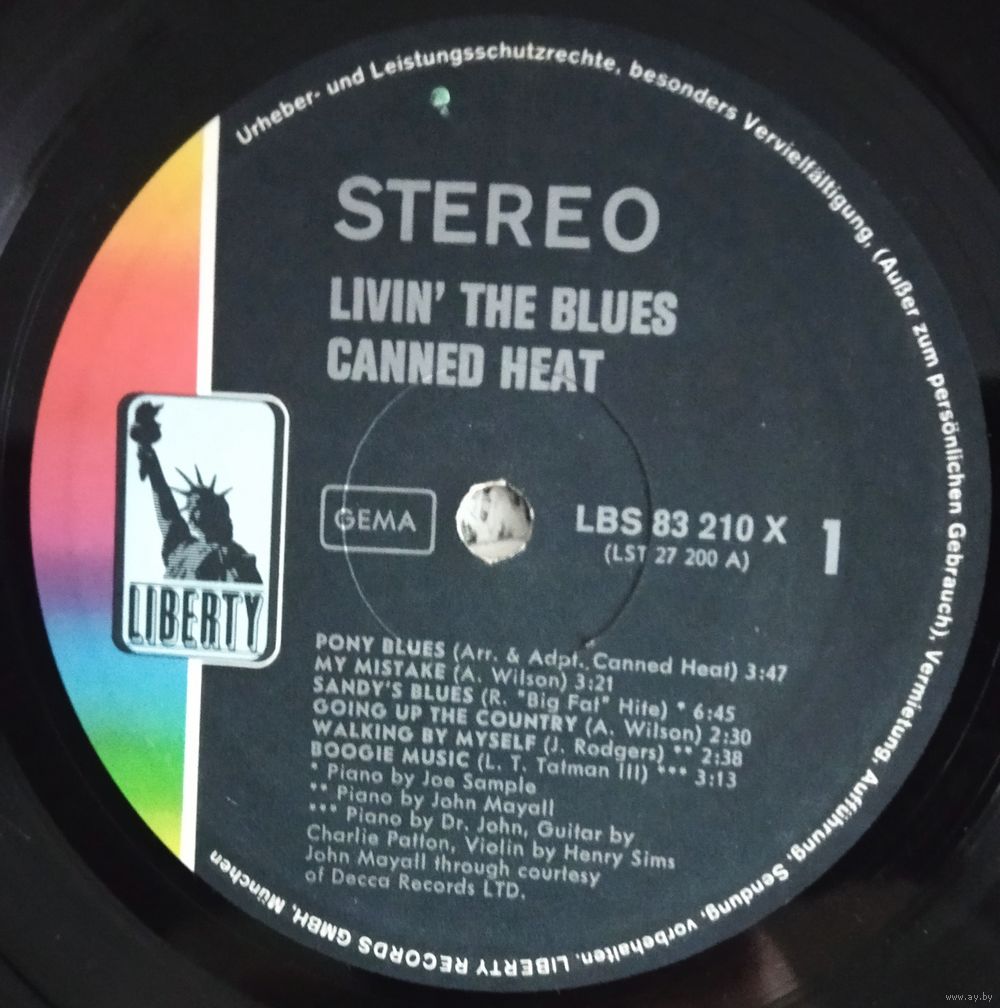 Urheber- und Leistungsschutzrechte, besonders Vervielfältigung, (Außer zum persönlichen Gebrauch), Vermietung, Aufführung, Sendung, vorbehalten. LIBERTY RECORDS GMBH, München
STEREO
LIVIN' THE BLUES
CANNED HEAT
GEMA
LBS 83 210 X
1
(LST 27 200 A)
LIBERTY
PONY BLUES (Arr. & Adpt. Canned Heat) 3:47
MY MISTAKE (A. Wilson) 3:21
SANDY'S BLUES (R. "Big Fat" Hite) * 6:45
GOING UP THE COUNTRY (A. Wilson) 2:30
WALKING BY MYSELF (J. Rodgers) ** 2:38
BOOGIE MUSIC (L. T. Tatman III) *** 3:13
* Piano by Joe Sample
** Piano by John Mayall
*** Piano by Dr. John, Guitar by
Charlie Patton, Violin by Henry Sims
John Mayall through courtesy
of Decca Records LTD.
www.ay.by